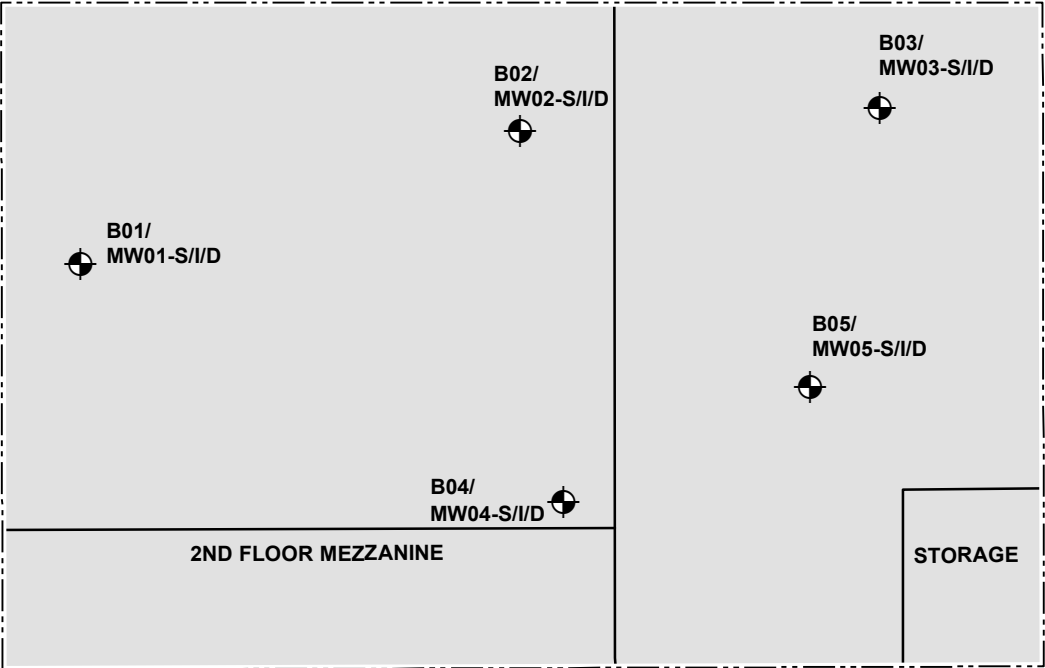 B03/
MW03-S/I/D
B02/
MW02-S/I/D
B01/
MW01-S/I/D
B05/
MW05-S/I/D
B04/
MW04-S/I/D
2ND FLOOR MEZZANINE
STORAGE